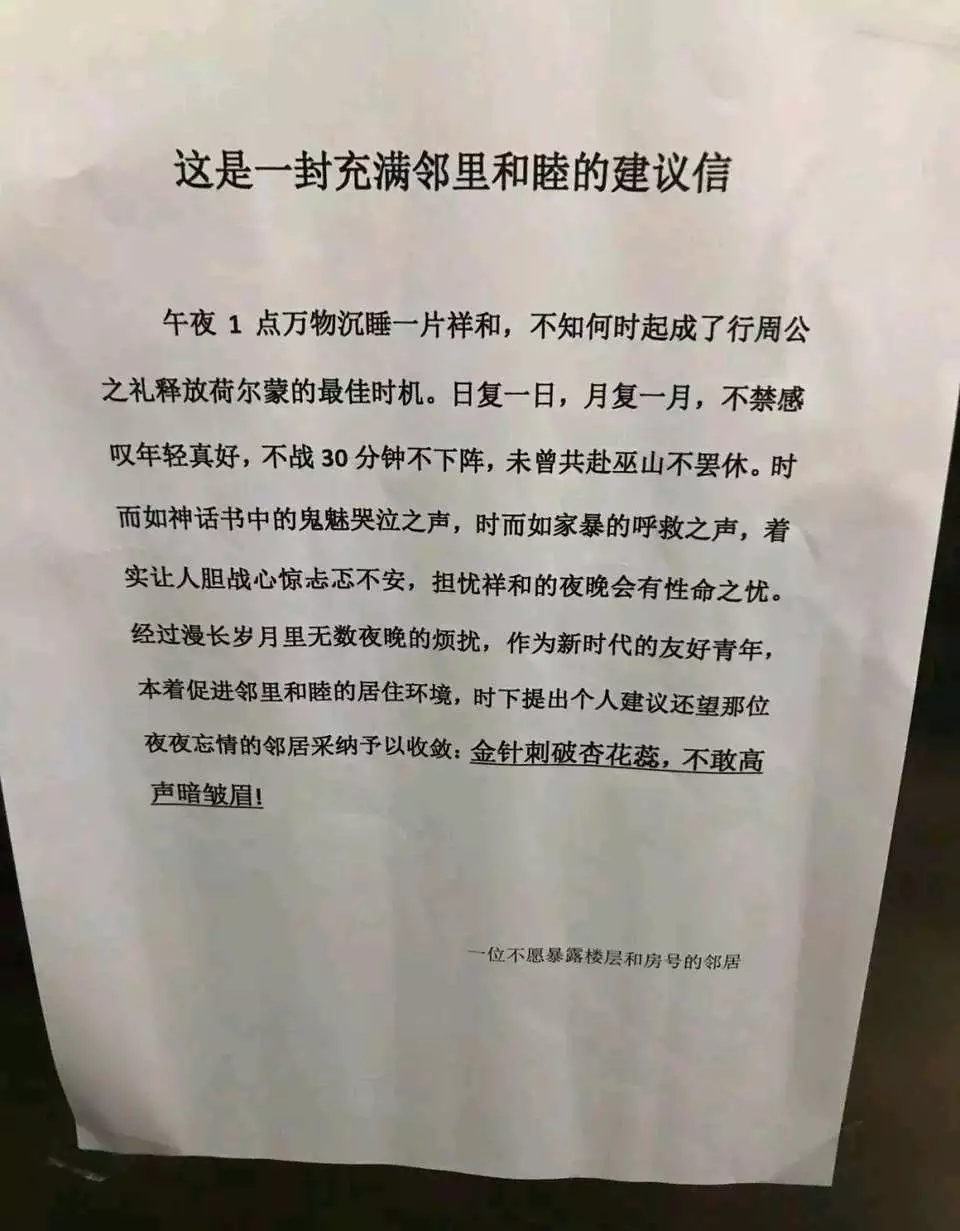 这是一封充满邻里和睦的建议信
午夜 1 点万物沉睡一片祥和，不知何时起成了行周公
之礼释放荷尔蒙的最佳时机。日复一日，月复一月，不禁感
叹年轻真好，不战 30 分钟不下阵，未曾共赴巫山不罢休。时
而如神话书中的鬼魅哭泣之声，时而如家暴的呼救之声，着
实让人胆战心惊忐忑不安，担忧祥和的夜晚会有性命之忧。
经过漫长岁月里无数夜晚的烦扰，作为新时代的友好青年，
本着促进邻里和睦的居住环境，时下提出个人建议还望那位
夜夜忘情的邻居采纳予以收敛：金针刺破杏花蕊，不敢高
声暗皱眉!
一位不愿暴露楼层和房号的邻居